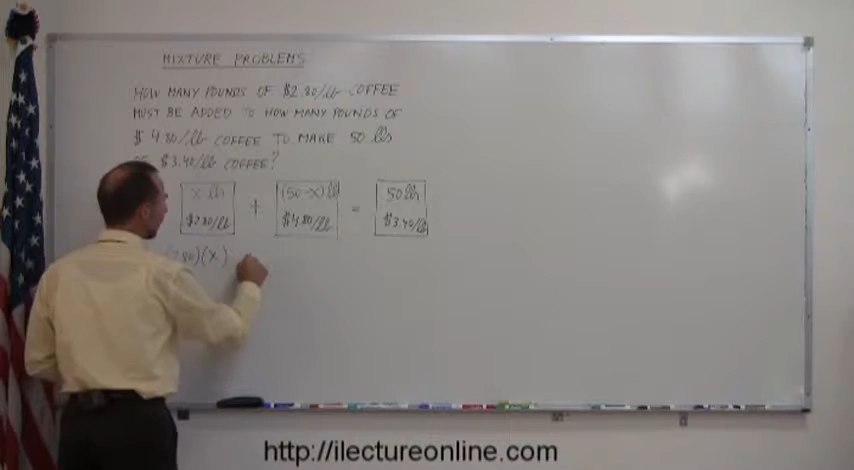 MIXTURE PROBLEMS
HOW MANY POUNDS OF $2.80/lb COFFEE
MUST BE ADDED TO HOW MANY POUNDS OF
$4.80/lb COFFEE TO MAKE 50 lbs
OF $3.40/lb COFFEE?
x lb + (50-x) lb = 50 lb
$2.80/lb $4.80/lb $3.40/lb
2.80)(x)
http://ilectureonline.com